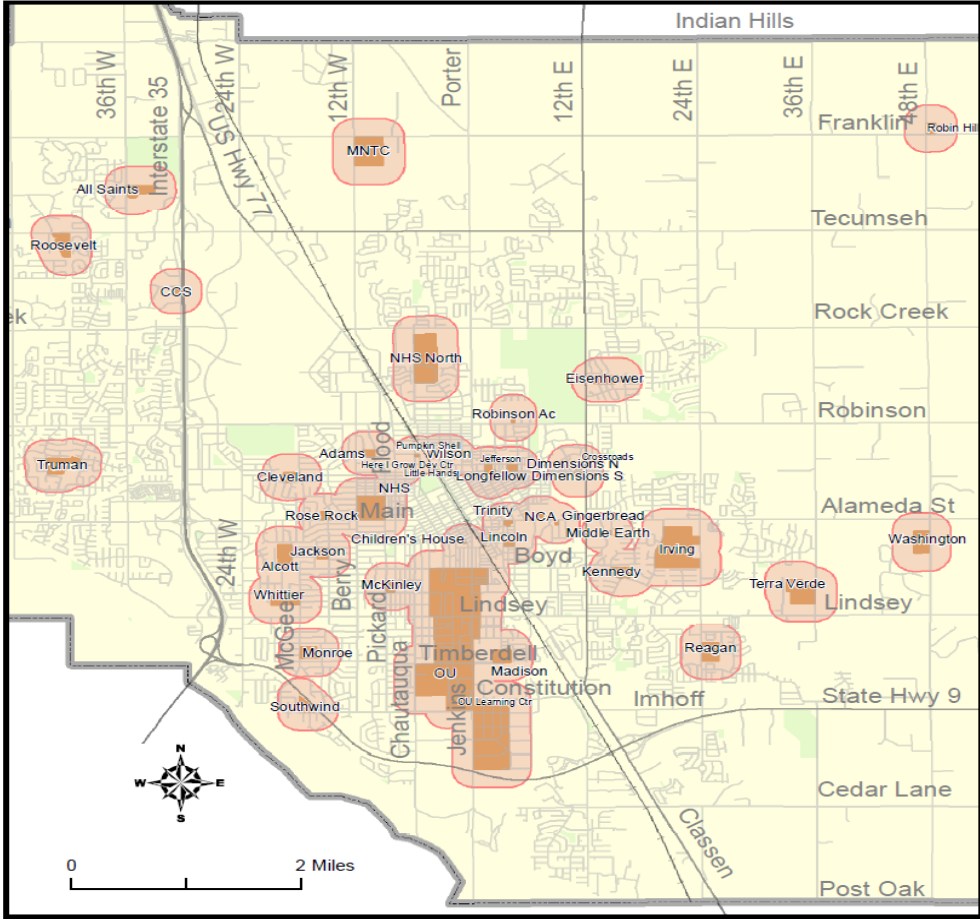 Indian Hills
36th W
Interstate 35
24th W
US Hwy 77
12th W
Porter
12th E
24th E
36th E
48th E
Franklin
Robin Hill
MNTC
All Saints
Tecumseh
Roosevelt
CCS
Rock Creek
ek
NHS North
Eisenhower
Robinson Ac
Robinson
Flood
Pumpkin Shell
Adams
Wilson
Jefferson
Crossroads
Truman
Here I Grow Dev Ctr
Dimensions N
Cleveland
Little Hands
Longfellow
Dimensions S
NHS
Rose Rock
Main
Trinity
NCA
Gingerbread
Alameda St
Middle Earth
Children's House
Lincoln
Washington
24th W
Jackson
Boyd
Irving
Alcott
Kennedy
Berry
McKinley
Terra Verde
Whittier
Lindsey
Lindsey
McGee
Pickard
Monroe
Timberdell
Reagan
Chautauqua
OU
Madison
Constitution
Imhoff
State Hwy 9
Southwind
OU Learning Ctr
Jenkins
N
W
E
S
Cedar Lane
Classen
0
2 Miles
Post Oak